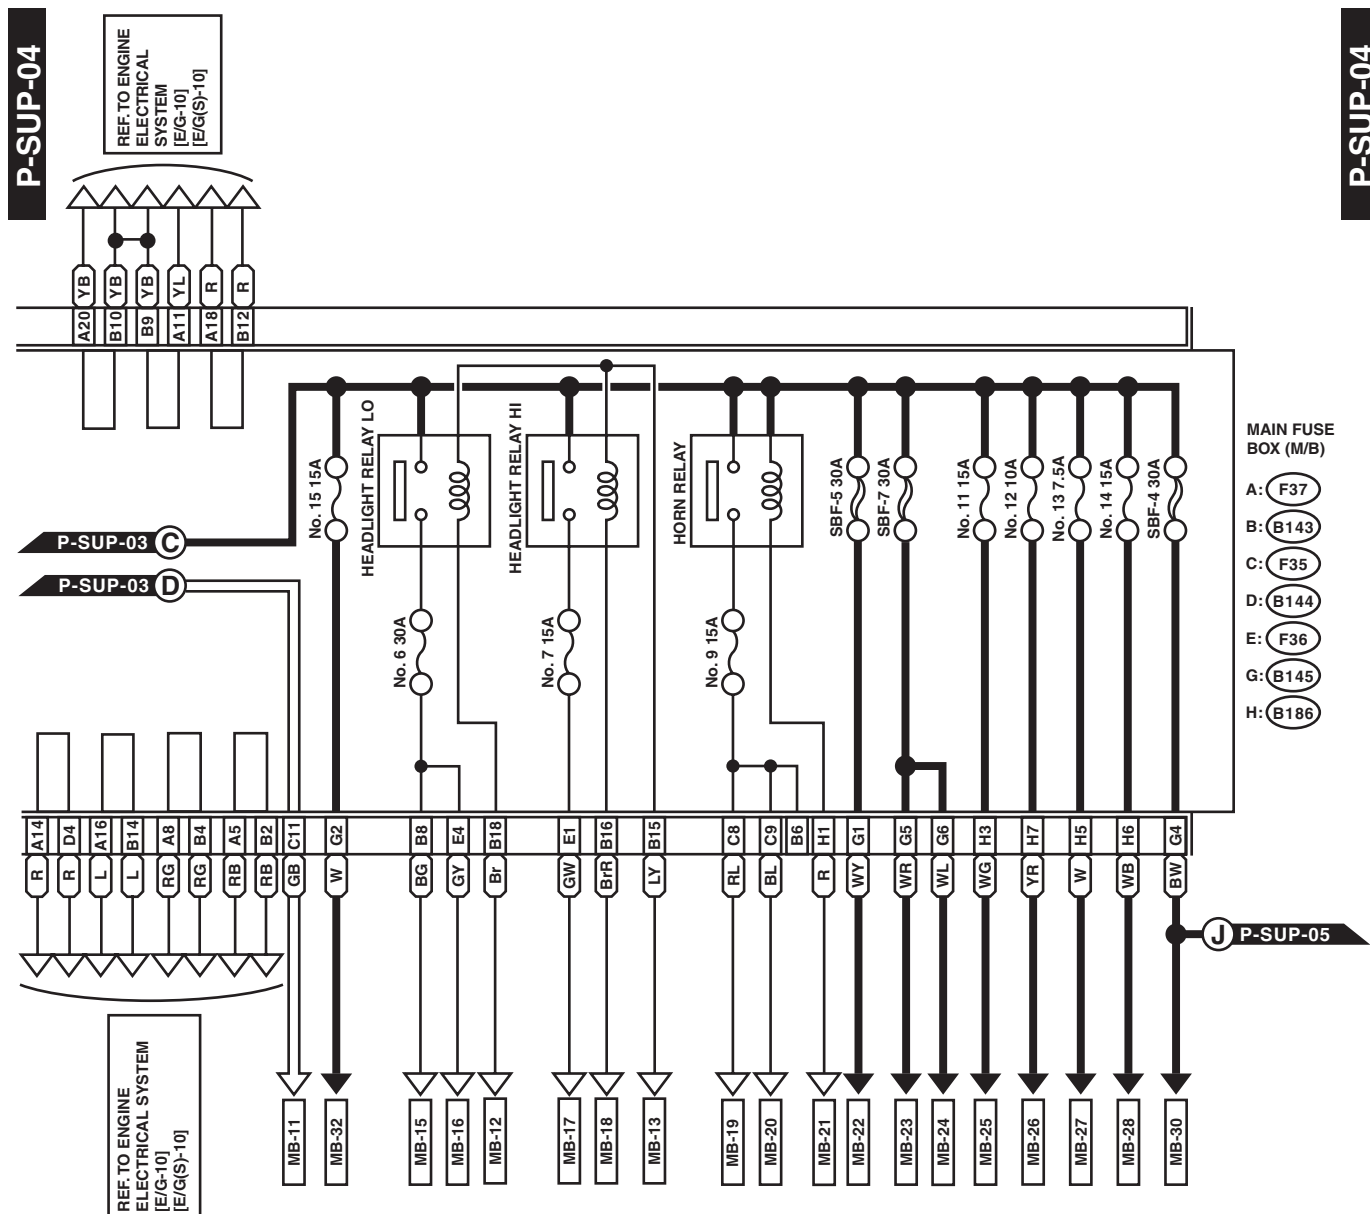 P-SUP-04
P-SUP-04
REF. TO ENGINE
ELECTRICAL
SYSTEM
[E/G-10]
[E/G(S)-10]
YB
YB
YB
YL
R
R
A20
B10
B9
A11
A18
B12
No. 15 15A
HEADLIGHT RELAY LO
HEADLIGHT RELAY HI
HORN RELAY
SBF-5 30A
SBF-7 30A
No. 11 15A
No. 12 10A
No. 13 7.5A
No. 14 15A
SBF-4 30A
MAIN FUSE
BOX (M/B)
A: F37
B: B143
C: F35
D: B144
E: F36
G: B145
H: B186
P-SUP-03 C
P-SUP-03 D
No. 6 30A
No. 7 15A
No. 9 15A
A14
D4
A16
B14
A8
B4
A5
B2
C11
G2
B8
E4
B18
E1
B16
B15
C8
C9
B6
H1
G1
G5
G6
H3
H7
H5
H6
G4
R
R
L
L
RG
RG
RB
RB
GB
W
BG
GY
Br
GW
BrR
LY
RL
BL
R
WY
WR
WL
WG
YR
W
WB
BW
J P-SUP-05
REF. TO ENGINE
ELECTRICAL SYSTEM
[E/G-10]
[E/G(S)-10]
MB-11
MB-32
MB-15
MB-16
MB-12
MB-17
MB-18
MB-13
MB-19
MB-20
MB-21
MB-22
MB-23
MB-24
MB-25
MB-26
MB-27
MB-28
MB-30